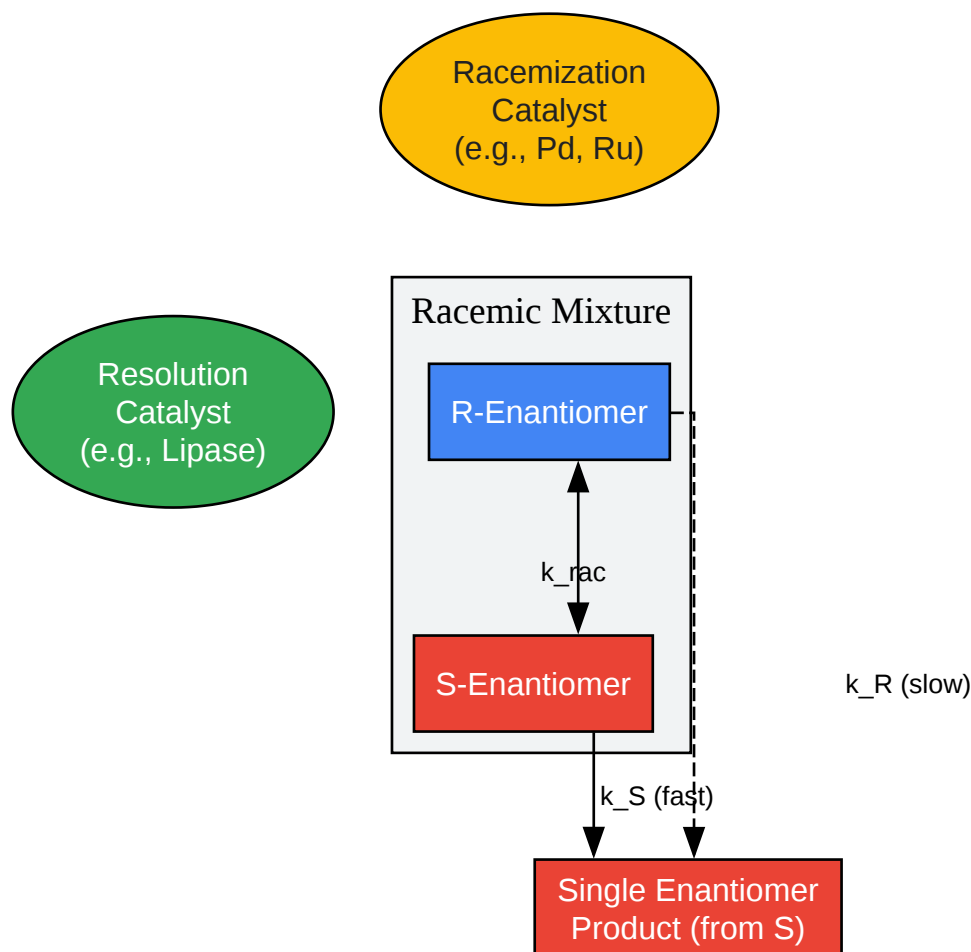 Racemization
Catalyst
(e.g., Pd, Ru)
Racemic Mixture
Resolution
Catalyst
(e.g., Lipase)
R-Enantiomer
k_rac
S-Enantiomer
k_R (slow)
k_S (fast)
Single Enantiomer
Product (from S)